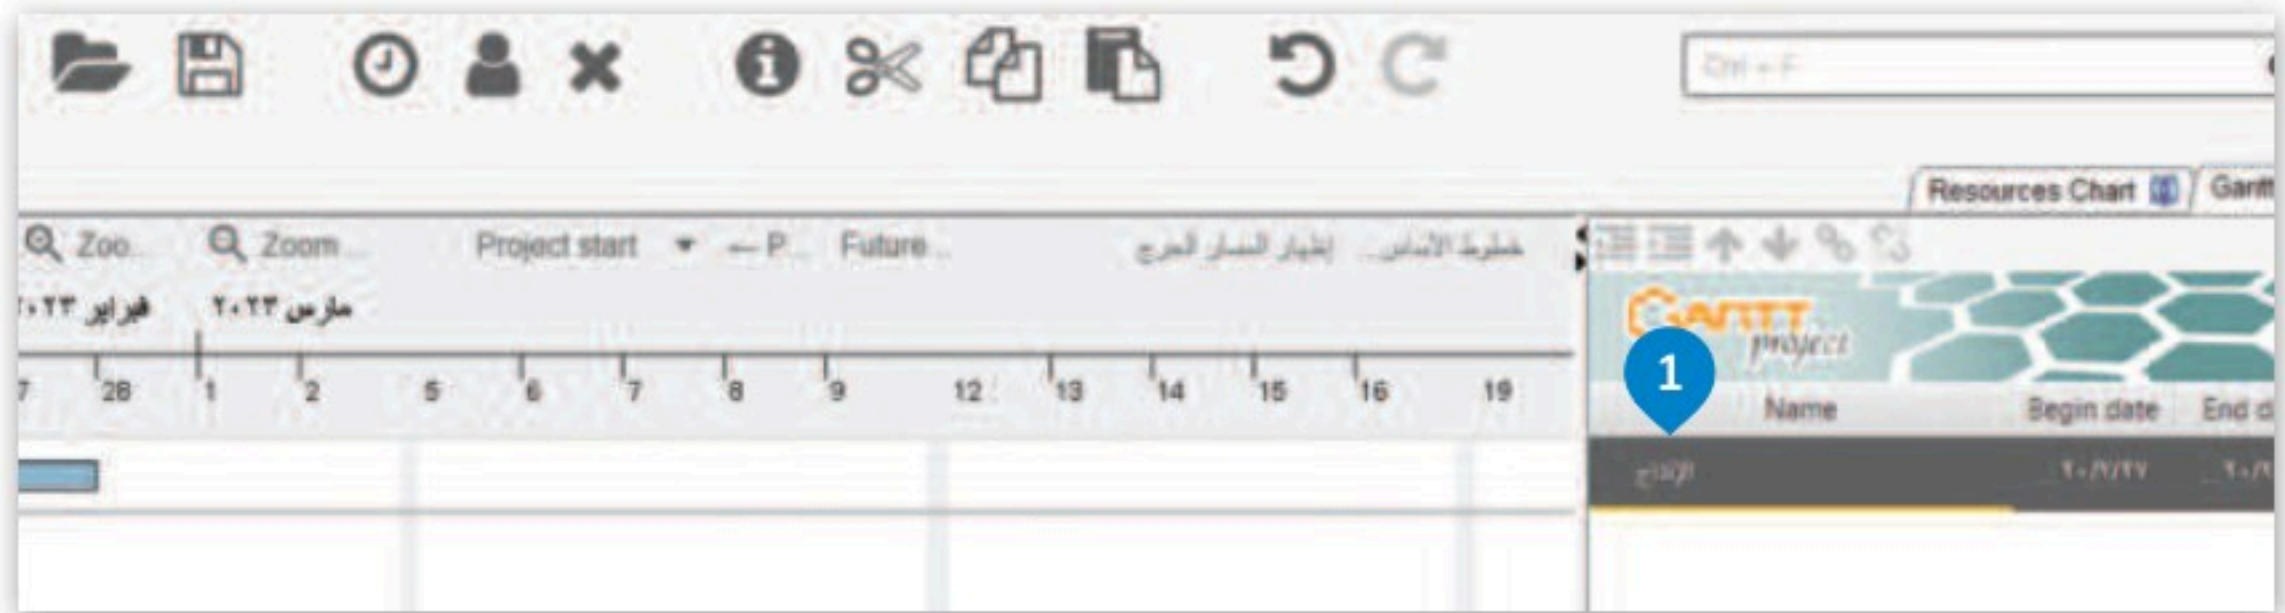 Ctrl + F
Resources Chart Gantt
Zoo... Zoom ... Project start ← P... Future... إظهار المسار الحرج خطوط الأساس...
فبراير ٢٠٢٣ مارس ٢٠٢٣
GANTT project
1
7 28 1 2 5 6 7 8 9 12 13 14 15 16 19
Name Begin date End d
الإنتاج